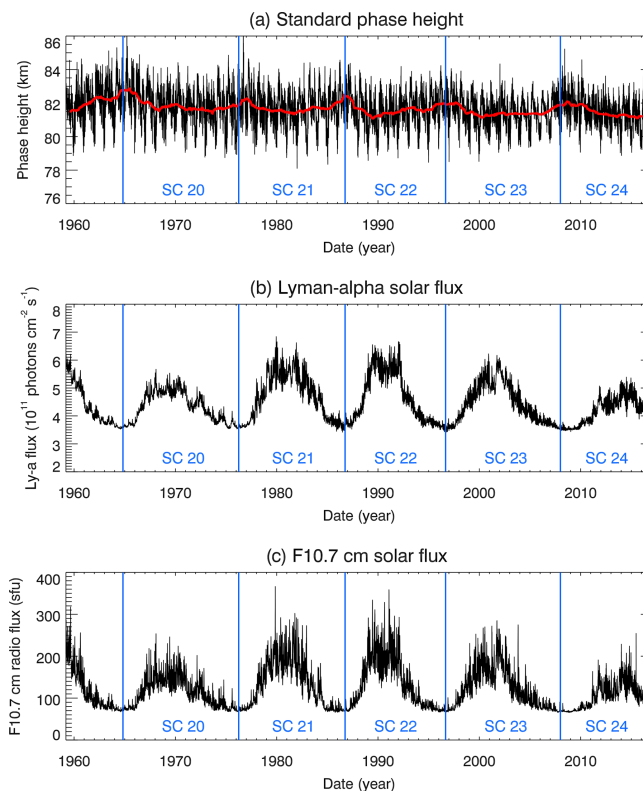 (a) Standard phase height
86
84
82
80
78
76
Phase height (km)
SC 20 SC 21 SC 22 SC 23 SC 24
1960 1970 1980 1990 2000 2010
Date (year)
(b) Lyman-alpha solar flux
8
7
6
5
4
3
2
Ly-a flux (10¹¹ photons cm⁻² s⁻¹)
SC 20 SC 21 SC 22 SC 23 SC 24
1960 1970 1980 1990 2000 2010
Date (year)
(c) F10.7 cm solar flux
400
300
200
100
0
F10.7 cm radio flux (sfu)
SC 20 SC 21 SC 22 SC 23 SC 24
1960 1970 1980 1990 2000 2010
Date (year)